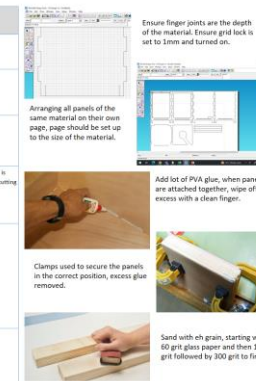 Ensure finger joints are the depth
of the material. Ensure grid lock is
set to 1mm and turned on.
Arranging all panels of the
same material on their own
page, page should be set up
to the size of the material.
is
Add lot of PVA glue, when pane
are attached together, wipe of
excess with a clean finger.
Clamps used to secure the panels
in the correct position, excess glue
removed.
Sand with eh grain, starting w
60 grit glass paper and then 1
grit followed by 300 grit to fi